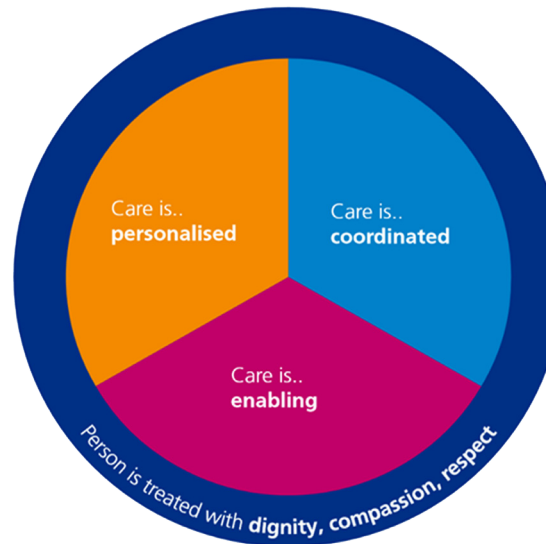 Care is..
personalised
Care is..
coordinated
Care is..
enabling
Person is treated with dignity, compassion, respect